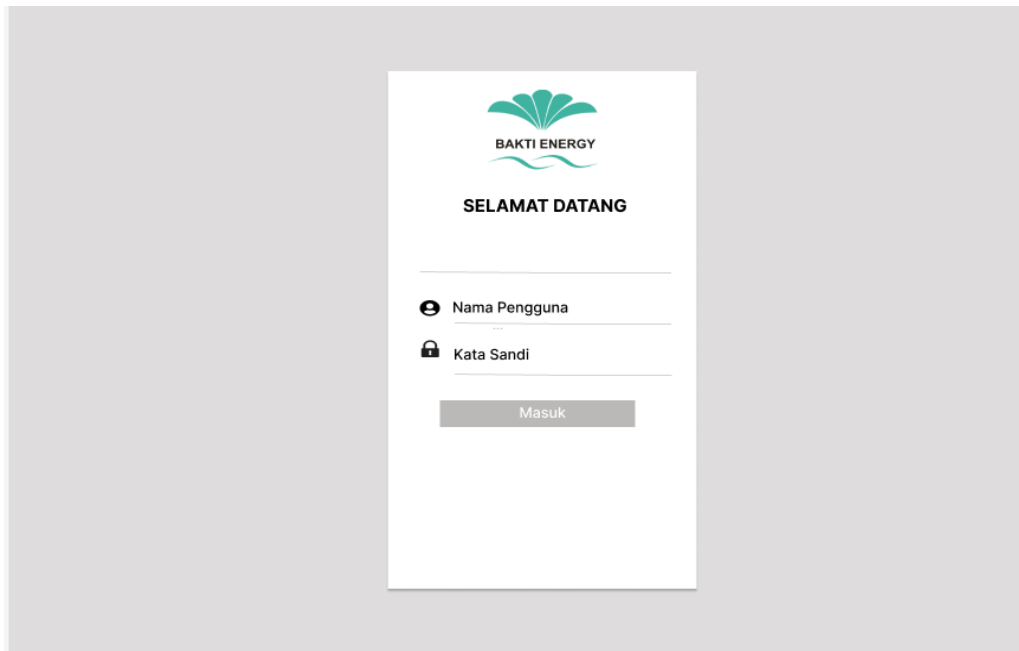 BAKTI ENERGY
SELAMAT DATANG
Nama Pengguna
...
Kata Sandi
Masuk